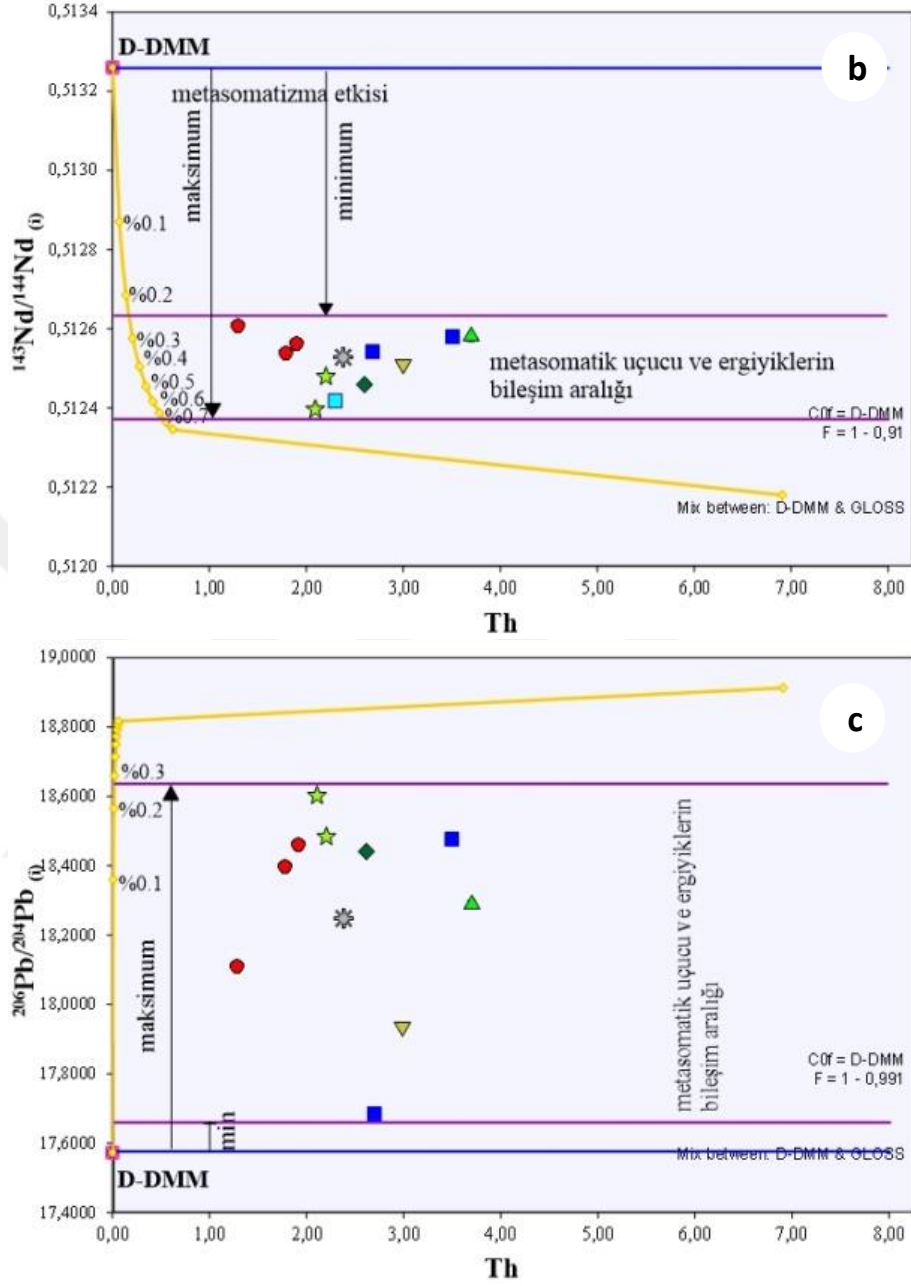 0,5134
D-DMM
b
0,5132
metasomatizma etkisi
maksimum
minimum
0,5130
%0.1
0,5128
%0.2
0,5126
%0.3
%0.4
%0.5
%0.6
%0.7
metasomatik uçucu ve ergiyiklerin
bileşim aralığı
0,5124
C0f = D-DMM
F = 1 - 0,91
0,5122
Mix between: D-DMM & GLOSS
0,5120
143Nd/144Nd (i)
0,00 1,00 2,00 3,00 4,00 5,00 6,00 7,00 8,00
Th
19,0000
c
18,8000
%0.3
18,6000
%0.2
18,4000
%0.1
18,2000
18,0000
17,8000
17,6000
17,4000
206Pb/204Pb (i)
maksimum
min
metasomatik uçucu ve ergiyiklerin
bileşim aralığı
C0f = D-DMM
F = 1 - 0,991
Mix between: D-DMM & GLOSS
D-DMM
0,00 1,00 2,00 3,00 4,00 5,00 6,00 7,00 8,00
Th